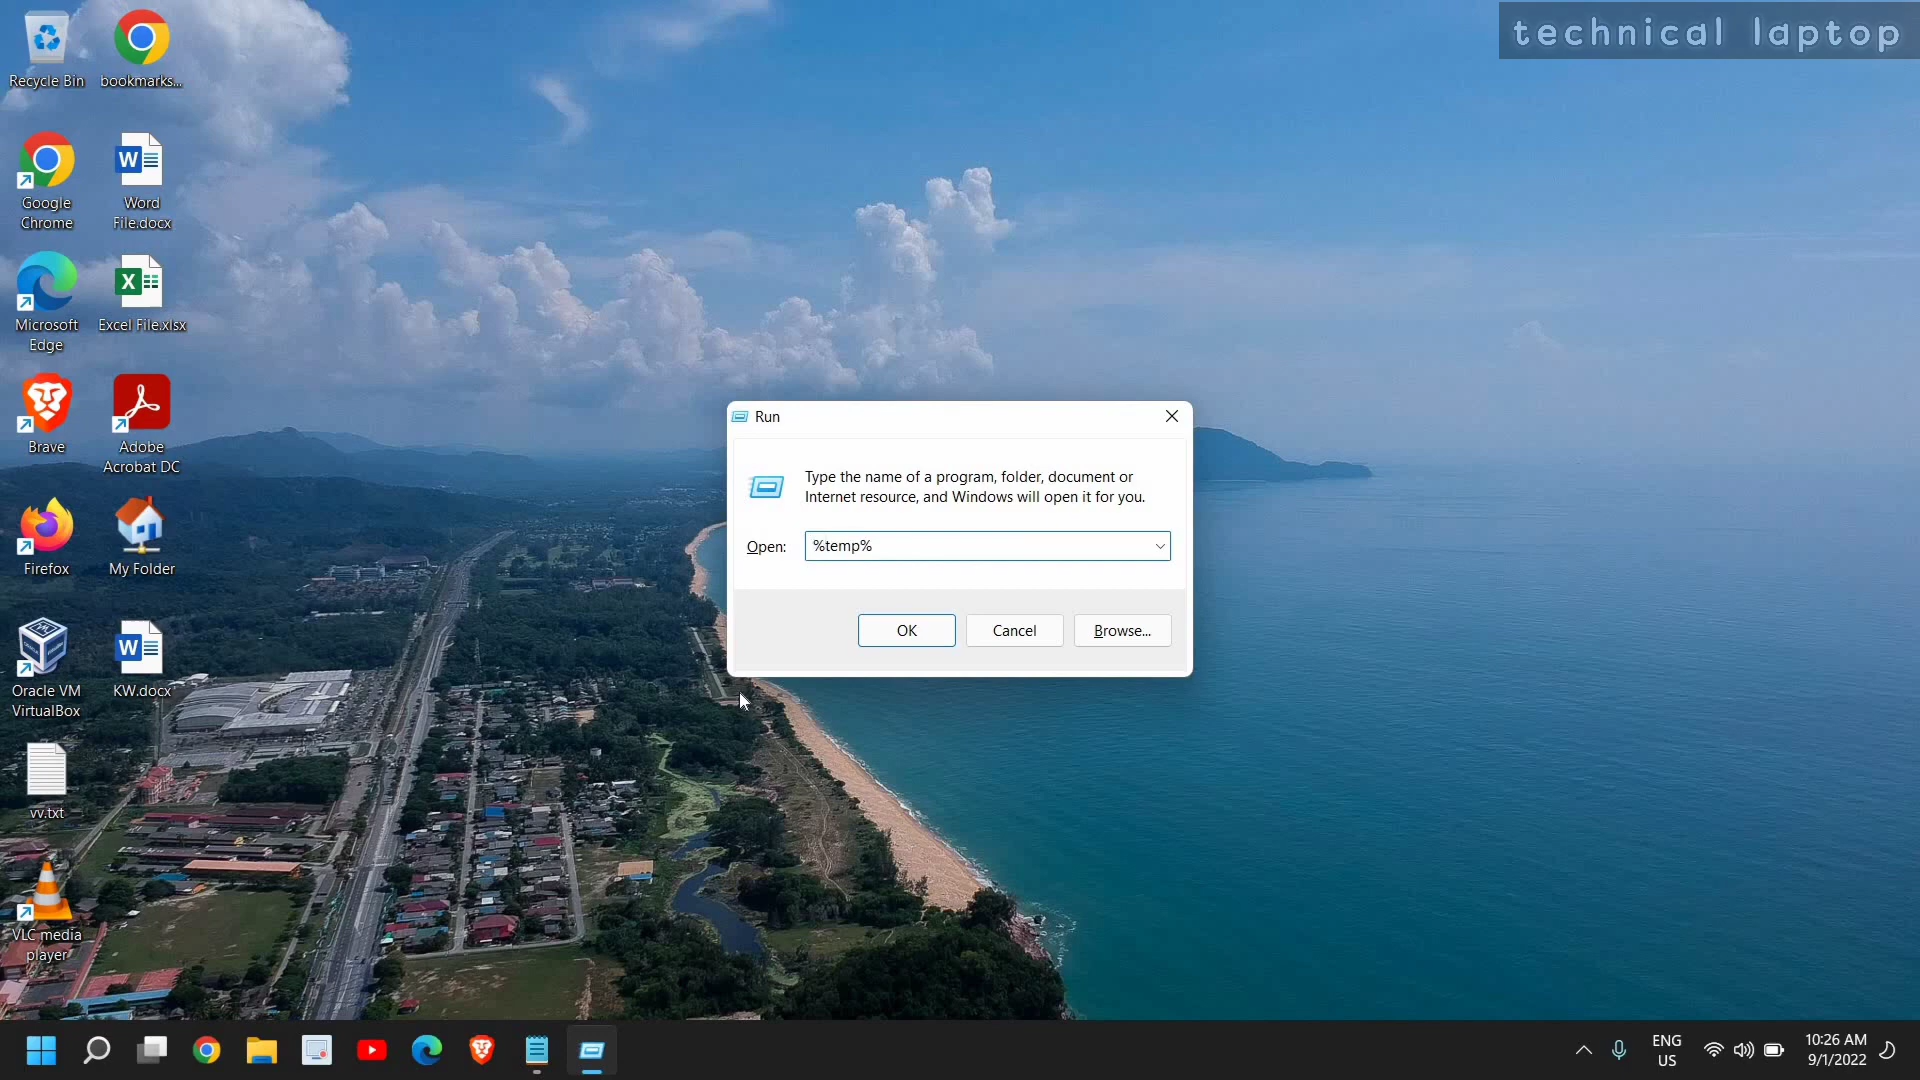 technical laptop
Recycle Bin
bookmarks...
Google
Chrome
Word
File.docx
Microsoft
Edge
Excel File.xlsx
Brave
Adobe
Acrobat DC
Firefox
My Folder
Oracle VM
VirtualBox
KW.docx
vv.txt
VLC media
player
Run
Type the name of a program, folder, document or
Internet resource, and Windows will open it for you.
Open:
%temp%
OK
Cancel
Browse...
ENG
US
10:26 AM
9/1/2022